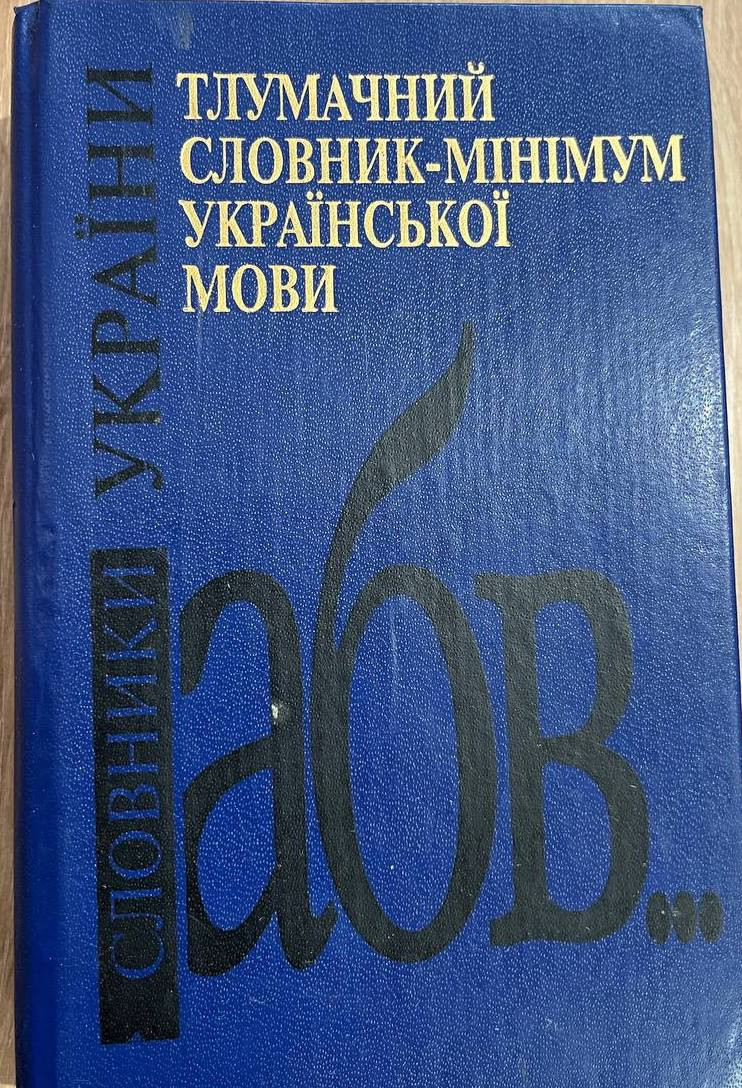 ТЛУМАЧНИЙ
СЛОВНИК-МІНІМУМ
УКРАЇНСЬКОЇ
МОВИ
СЛОВНИКИ УКРАЇНИ
абв...